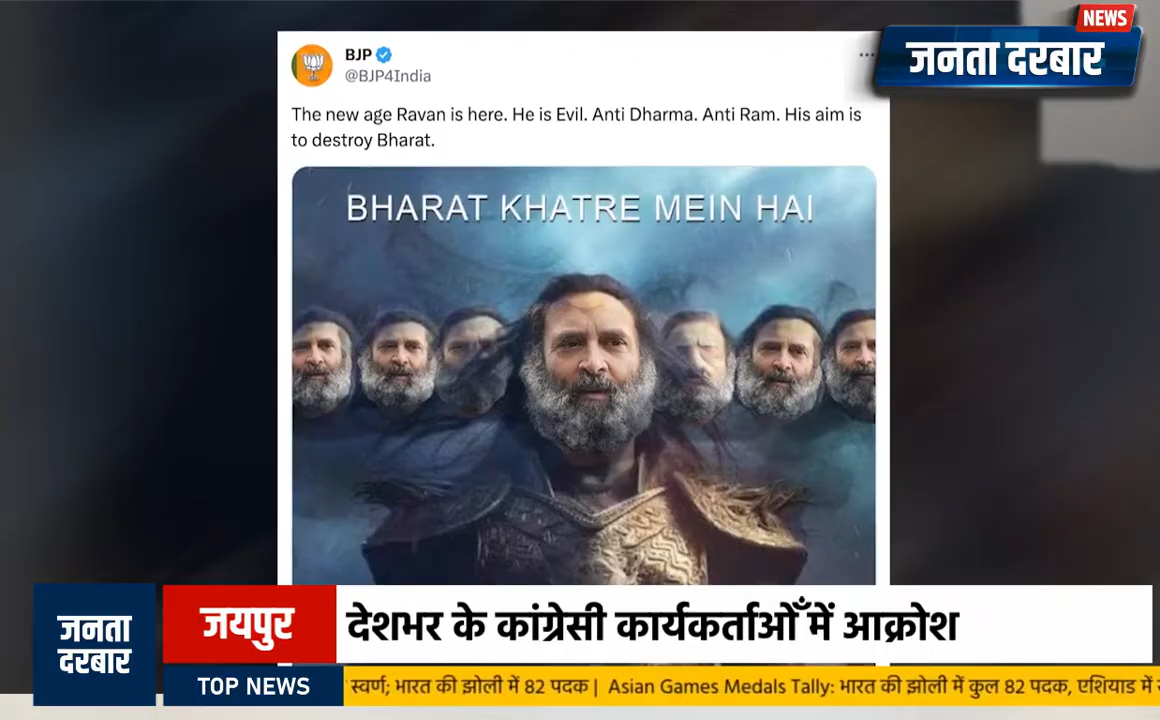 NEWS
जनता दरबार
BJP
@BJP4India
The new age Ravan is here. He is Evil. Anti Dharma. Anti Ram. His aim is
to destroy Bharat.
BHARAT KHATRE MEIN HAI
जनता
दरबार
जयपुर
देशभर के कांग्रेसी कार्यकर्ताओं में आक्रोश
TOP NEWS
स्वर्ण; भारत की झोली में 82 पदक | Asian Games Medals Tally: भारत की झोली में कुल 82 पदक, एशियाड में